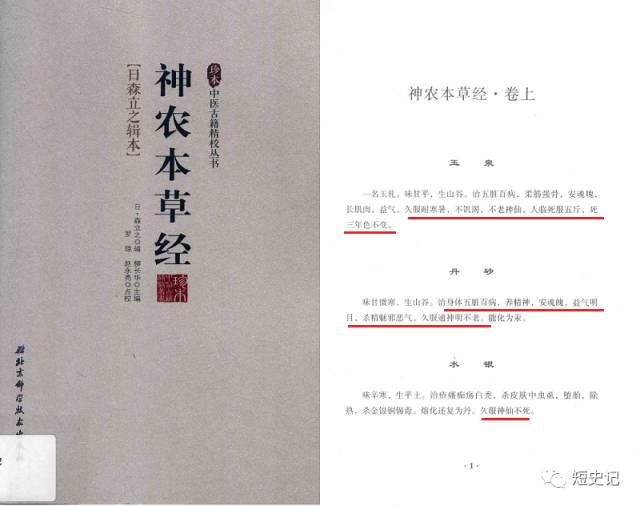 珍本中医古籍精校丛书
神农本草经
[日森立之辑本]
日·森立之◎辑
柳长华◎主编
罗琼 赵永亮◎点校
珍本
北京科学技术出版社
神农本草经·卷上
玉 泉
一名玉札。味甘平,生山谷。治五脏百病,柔筋强骨,安魂魄,
长肌肉,益气。久服耐寒暑,不饥渴,不老神仙,人临死服五斤,死
三年色不变。
丹 砂
味甘微寒,生山谷。治身体五脏百病,养精神,安魂魄,益气明
目,杀精魅邪恶气。久服通神明不老。能化为汞。
水 银
味辛寒,生平土。治疥瘙痂疡白秃,杀皮肤中虫虱,堕胎,除
热,杀金银铜锡毒。熔化还复为丹。久服神仙不死。
·1·
短史记